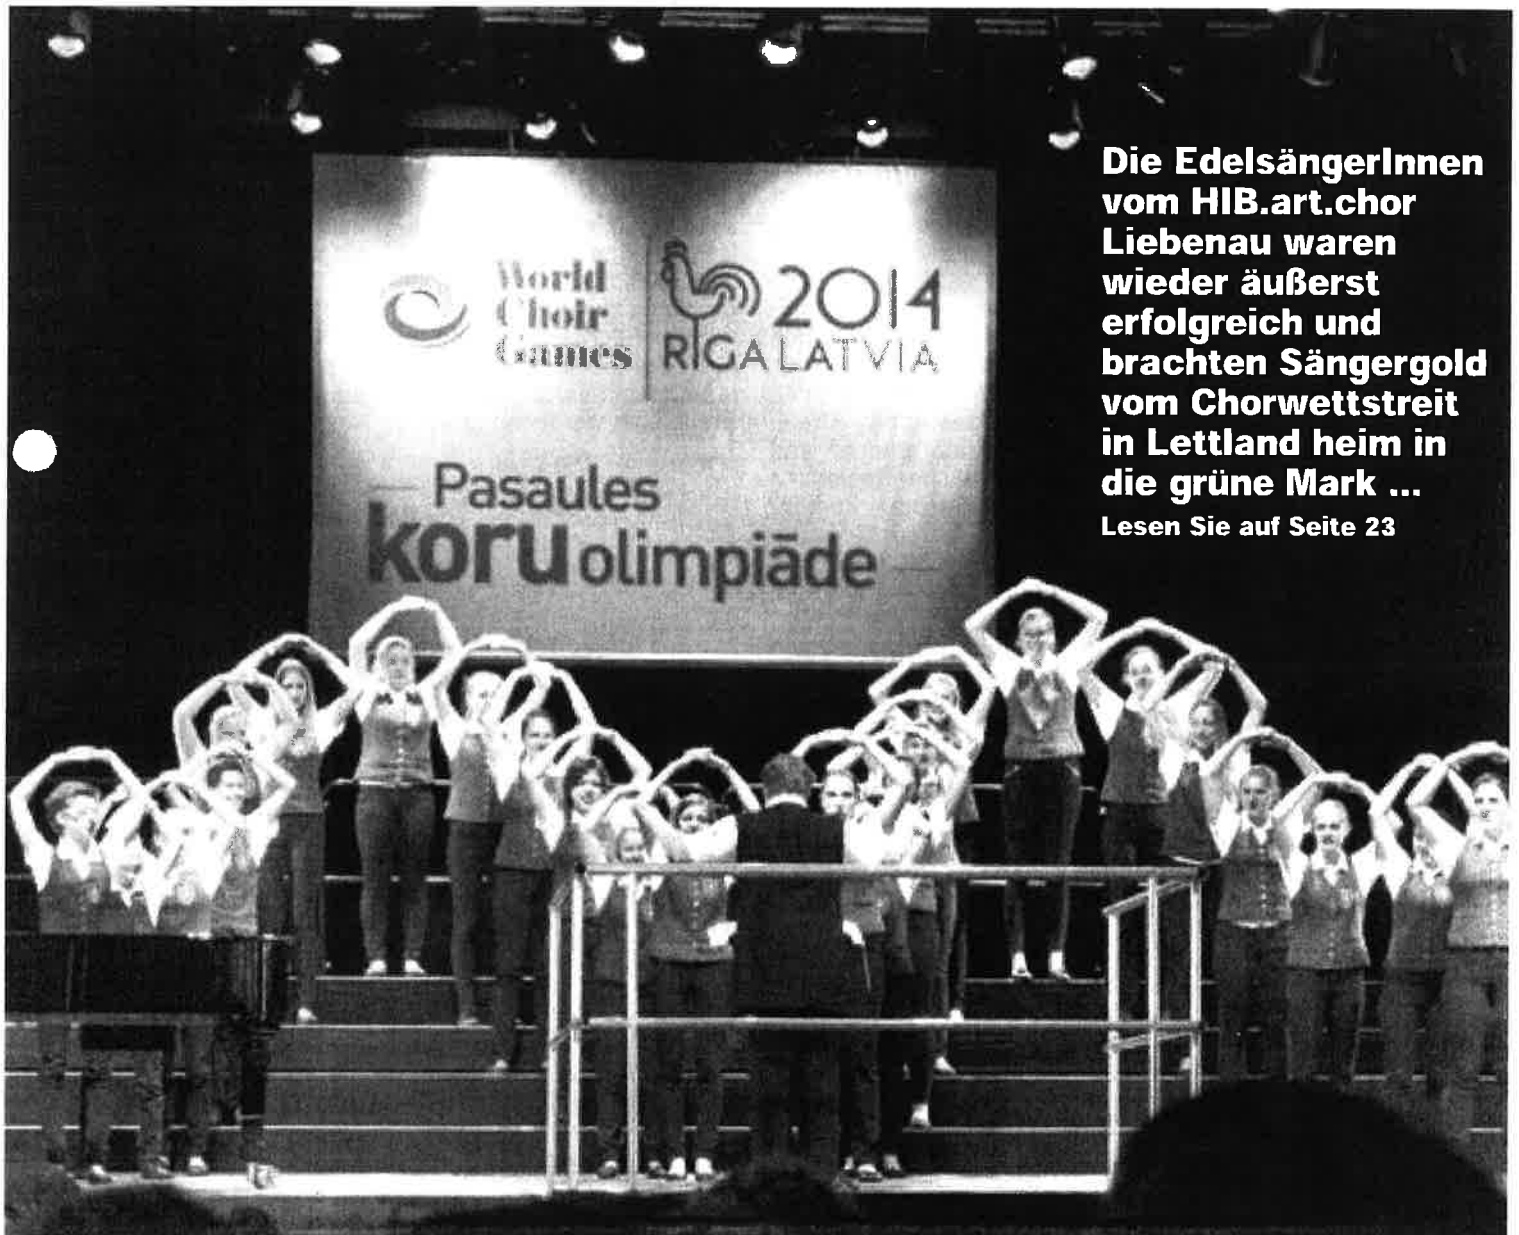 World
Choir
Games
2014
RIGA LATVIA
Pasaules
koru olimpiāde
Die EdelsängerInnen
vom HIB.art.chor
Liebenau waren
wieder äußerst
erfolgreich und
brachten Sängergold
vom Chorwettstreit
in Lettland heim in
die grüne Mark ...
Lesen Sie auf Seite 23